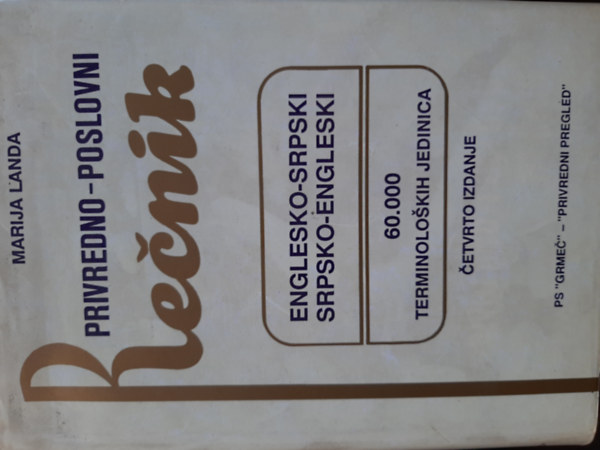 MARIJA LANDA
PRIVREDNO-POSLOVNI
Rečnik
ENGLESKO-SRPSKI
SRPSKO-ENGLESKI
60.000
TERMINOLOŠKIH JEDINICA
ČETVRTO IZDANJE
PS "GRMEČ" - "PRIVREDNI PREGLED"